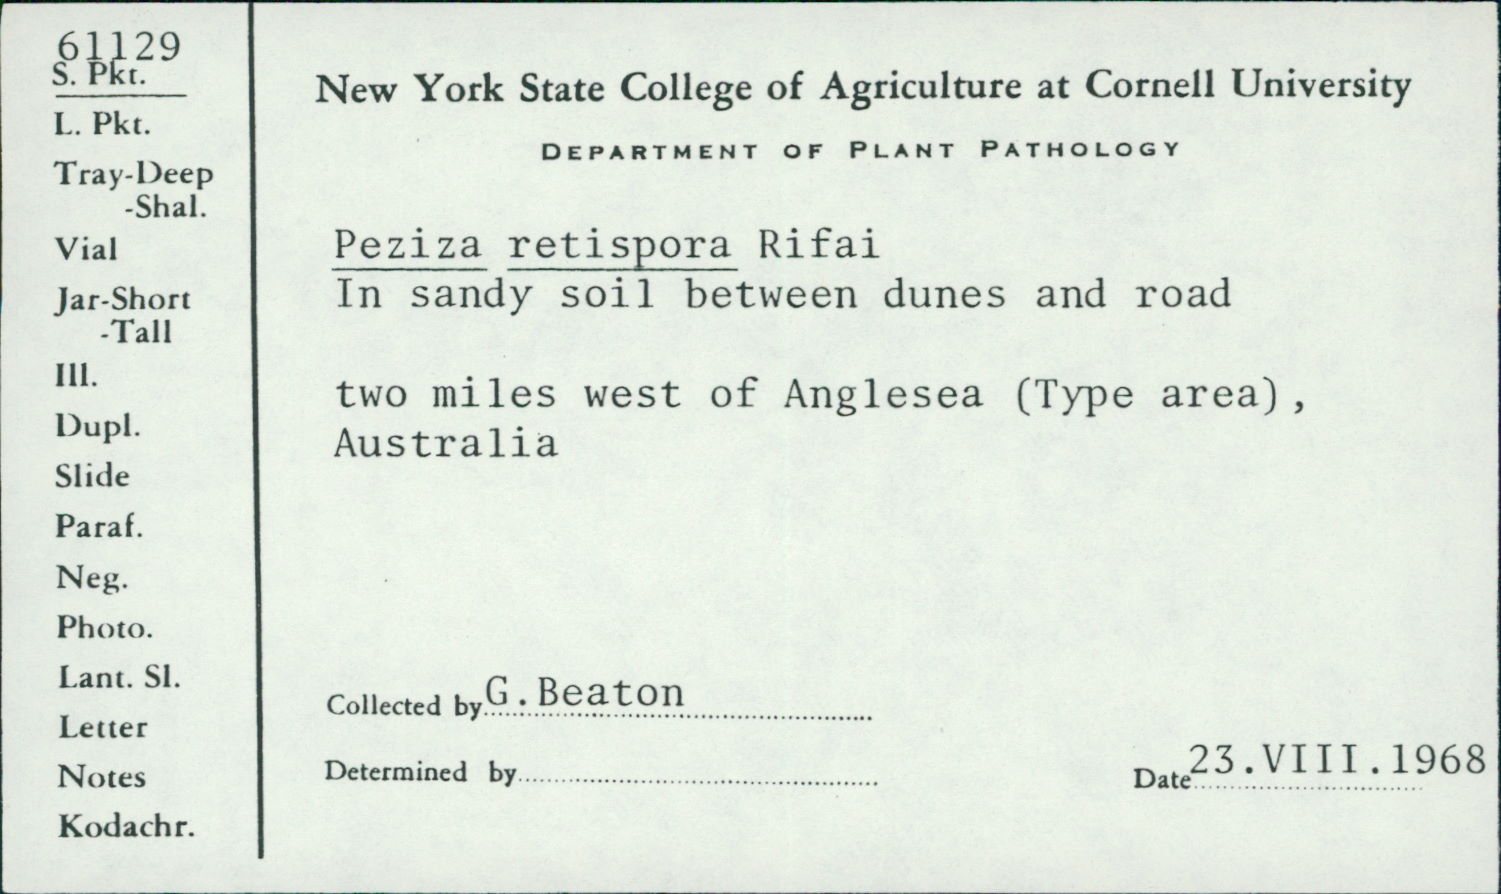 61129
S. Pkt.
L. Pkt.
Tray-Deep
-Shal.
Vial
Jar-Short
-Tall
Ill.
Dupl.
Slide
Paraf.
Neg.
Photo.
Lant. Sl.
Letter
Notes
Kodachr.
New York State College of Agriculture at Cornell University
DEPARTMENT OF PLANT PATHOLOGY
Peziza retispora Rifai
In sandy soil between dunes and road
two miles west of Anglesea (Type area),
Australia
Collected by G.Beaton
Determined by
Date 23.VIII.1968